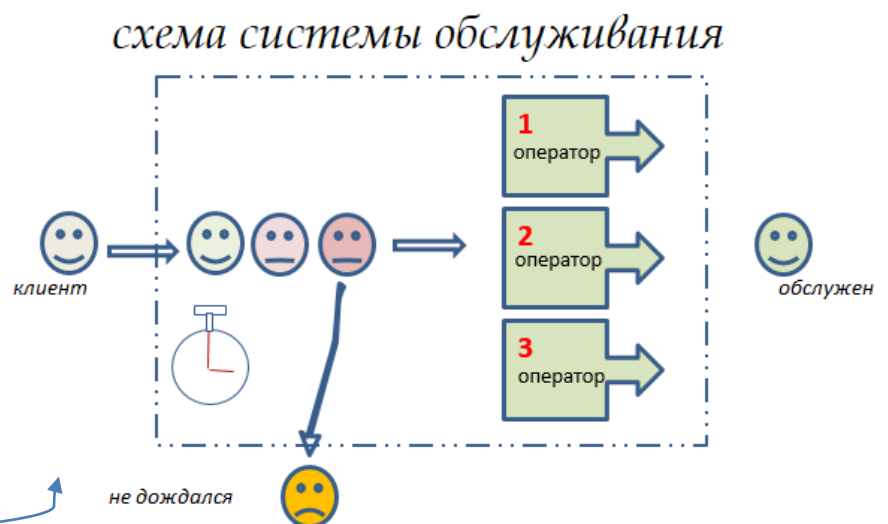 схема системы обслуживания
1
оператор
клиент
2
оператор
обслужен
3
оператор
не дождался